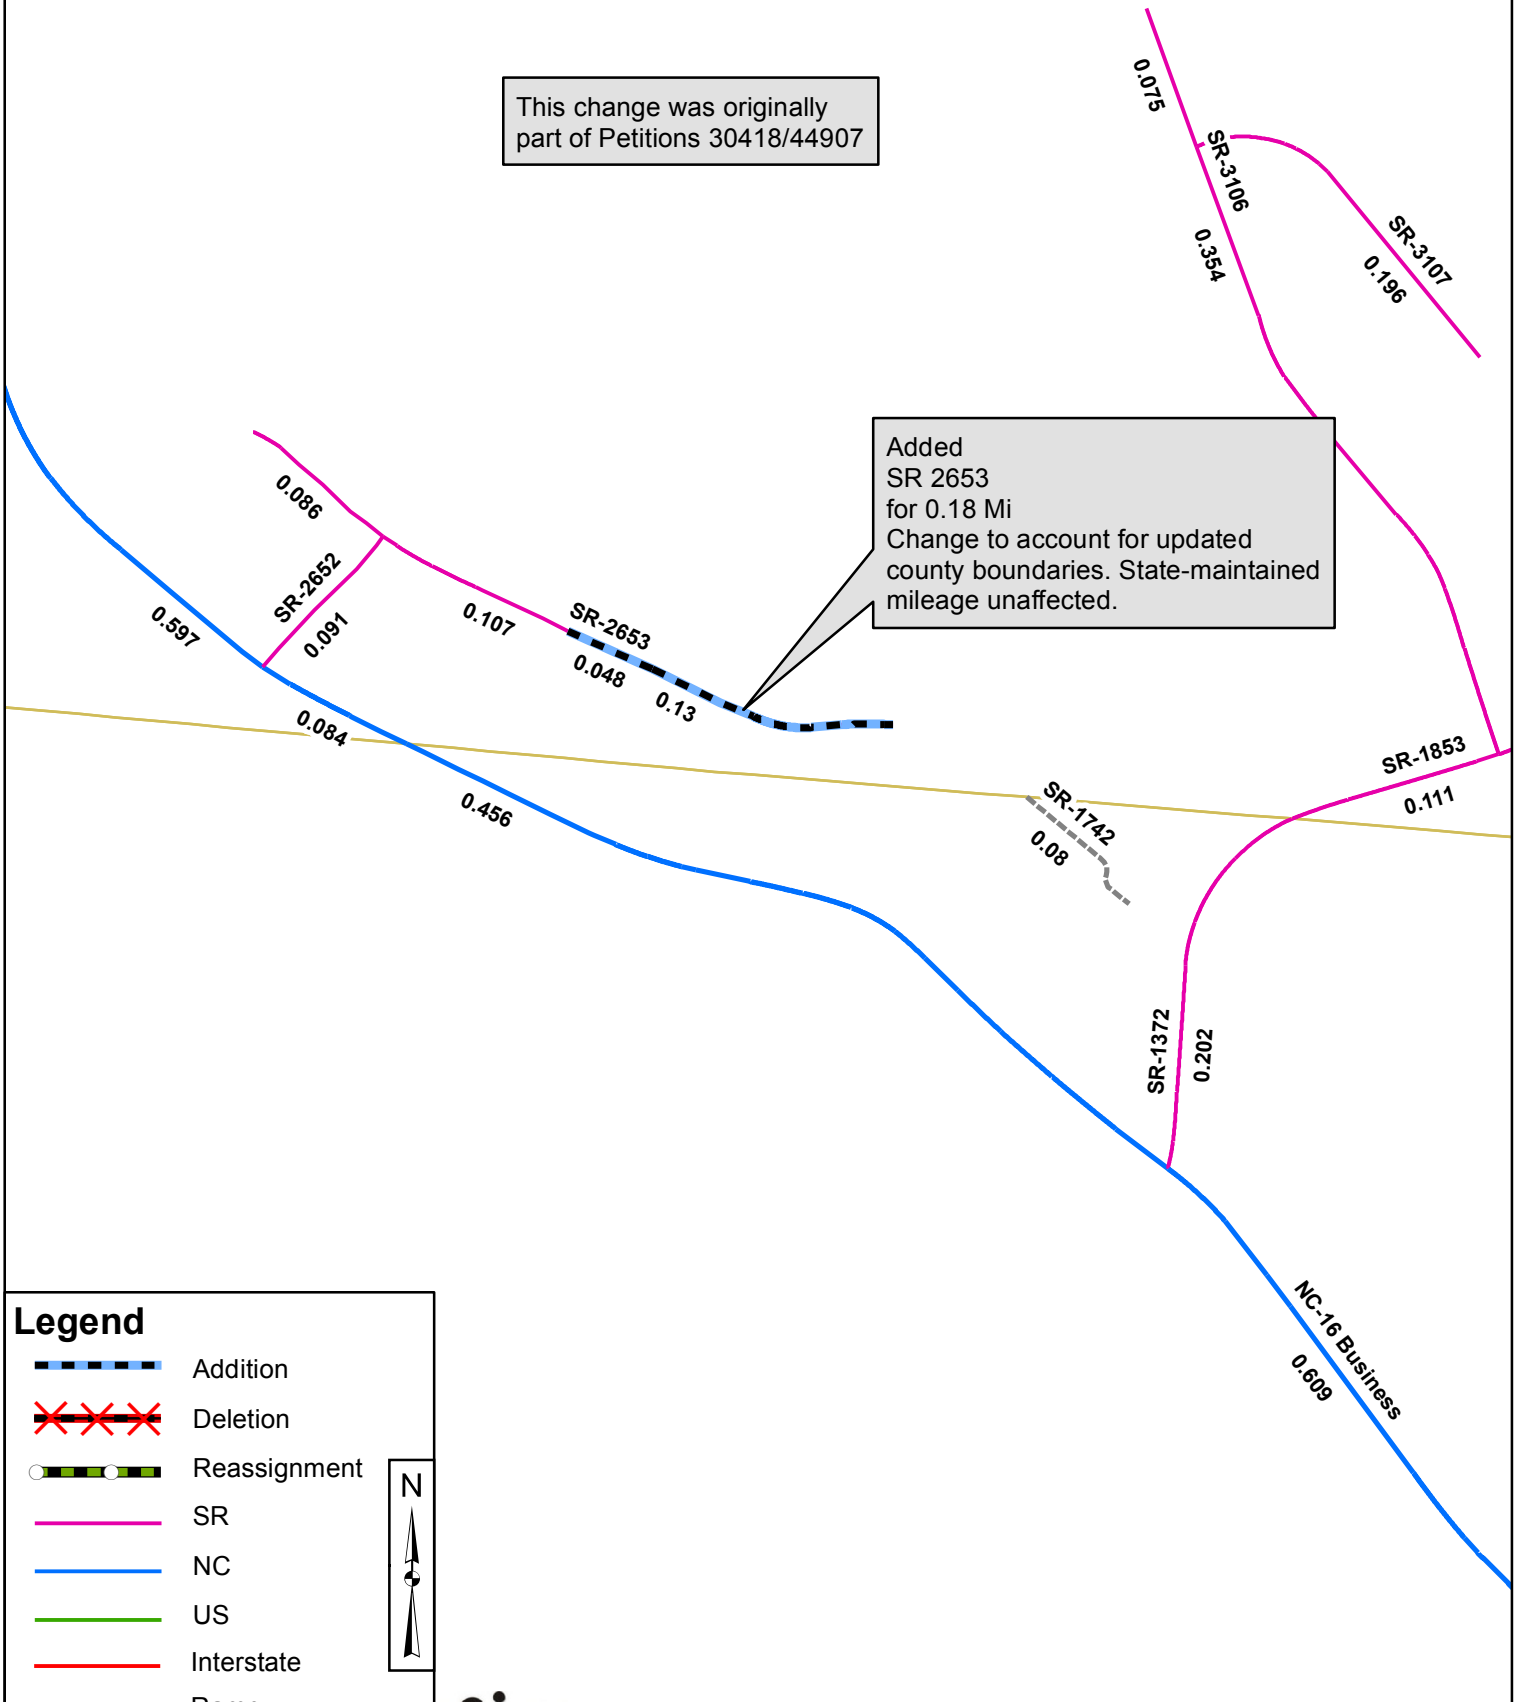 This change was originally
part of Petitions 30418/44907
0.075
SR-3106
0.354
SR-3107
0.196
Added
SR 2653
for 0.18 Mi
Change to account for updated
county boundaries. State-maintained
mileage unaffected.
0.086
SR-2652
0.091
0.597
0.107
SR-2653
0.048
0.13
0.084
0.456
SR-1742
0.08
SR-1853
0.111
SR-1372
0.202
NC-16 Business
0.609
Legend
Addition
Deletion
Reassignment
SR
NC
US
Interstate
N